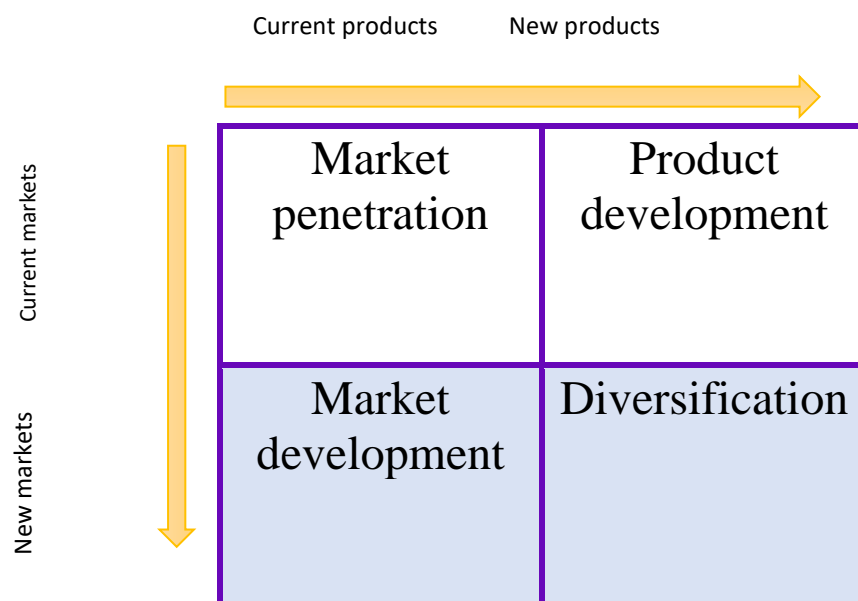 Current products New products
Current markets
Market
penetration
Product
development
New markets
Market
development
Diversification